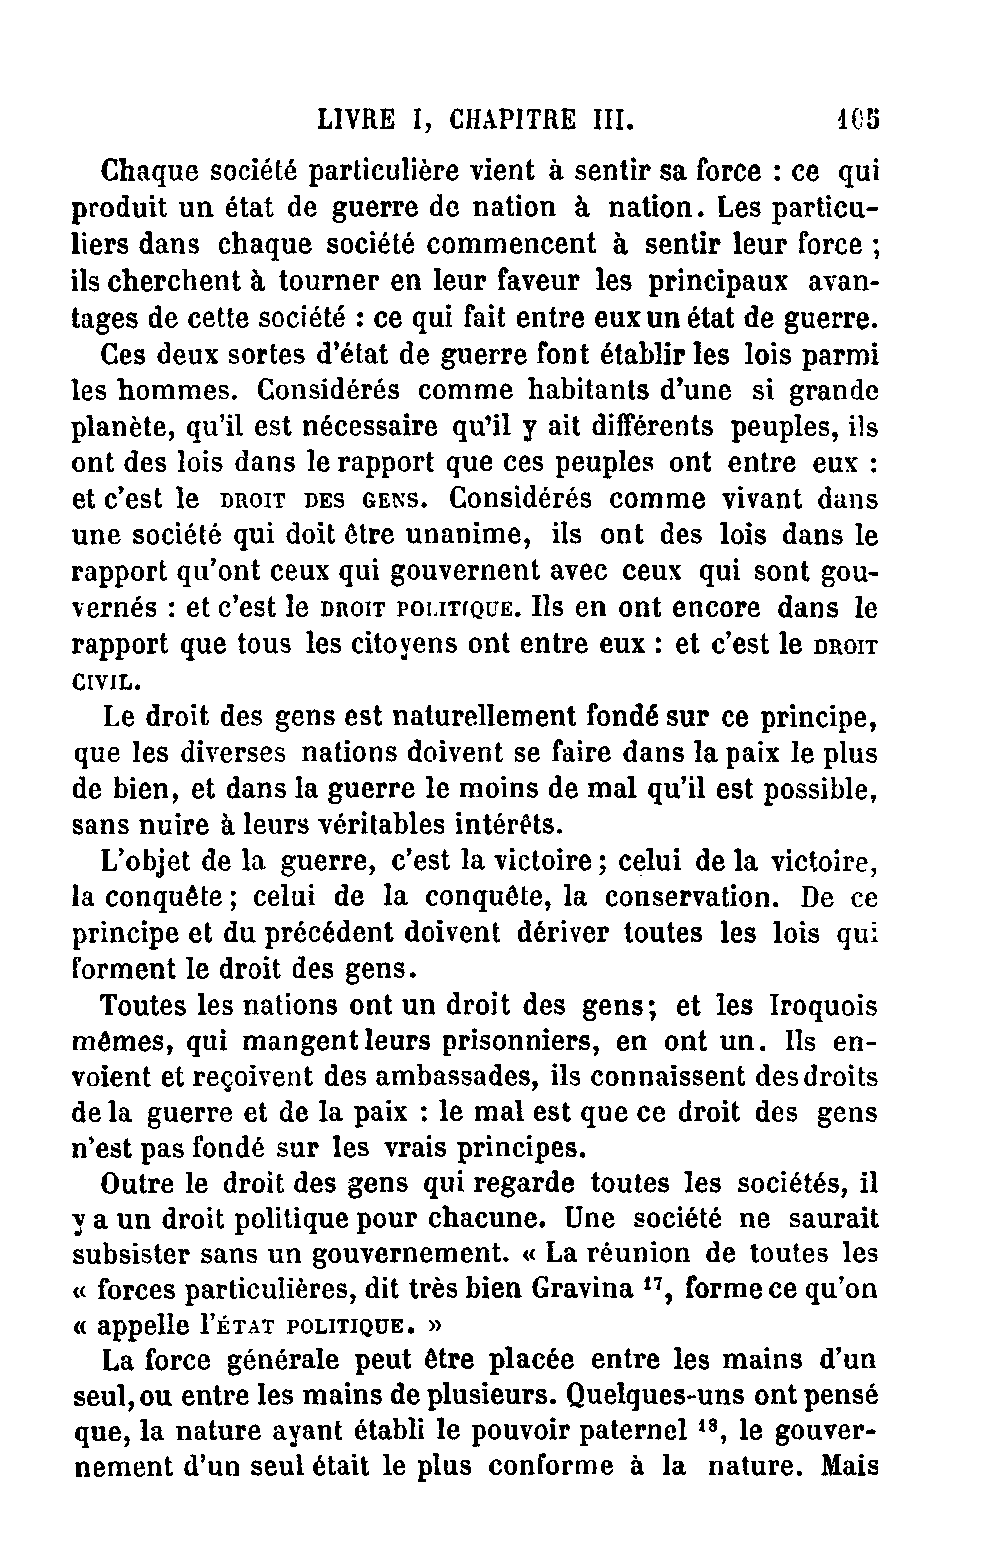 LIVRE I, CHAPITRE III. 105
Chaque société particulière vient à sentir sa force : ce qui
produit un état de guerre de nation à nation. Les particu-
liers dans chaque société commencent à sentir leur force ;
ils cherchent à tourner en leur faveur les principaux avan-
tages de cette société : ce qui fait entre eux un état de guerre.
Ces deux sortes d'état de guerre font établir les lois parmi
les hommes. Considérés comme habitants d'une si grande
planète, qu'il est nécessaire qu'il y ait différents peuples, ils
ont des lois dans le rapport que ces peuples ont entre eux :
et c'est le DROIT DES GENS. Considérés comme vivant dans
une société qui doit être unanime, ils ont des lois dans le
rapport qu'ont ceux qui gouvernent avec ceux qui sont gou-
vernés : et c'est le DROIT POLITIQUE. Ils en ont encore dans le
rapport que tous les citoyens ont entre eux : et c'est le DROIT
CIVIL.
Le droit des gens est naturellement fondé sur ce principe,
que les diverses nations doivent se faire dans la paix le plus
de bien, et dans la guerre le moins de mal qu'il est possible,
sans nuire à leurs véritables intérêts.
L'objet de la guerre, c'est la victoire ; celui de la victoire,
la conquête ; celui de la conquête, la conservation. De ce
principe et du précédent doivent dériver toutes les lois qui
forment le droit des gens.
Toutes les nations ont un droit des gens; et les Iroquois
mêmes, qui mangent leurs prisonniers, en ont un. Ils en-
voient et reçoivent des ambassades, ils connaissent des droits
de la guerre et de la paix : le mal est que ce droit des gens
n'est pas fondé sur les vrais principes.
Outre le droit des gens qui regarde toutes les sociétés, il
y a un droit politique pour chacune. Une société ne saurait
subsister sans un gouvernement. « La réunion de toutes les
« forces particulières, dit très bien Gravina ¹⁷, forme ce qu'on
« appelle l'ÉTAT POLITIQUE. »
La force générale peut être placée entre les mains d'un
seul, ou entre les mains de plusieurs. Quelques-uns ont pensé
que, la nature ayant établi le pouvoir paternel ¹⁸, le gouver-
nement d'un seul était le plus conforme à la nature. Mais